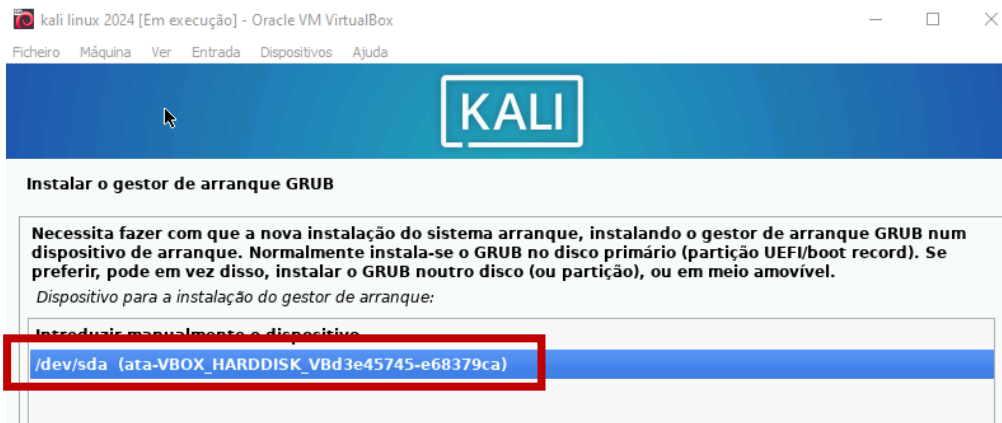 kali linux 2024 [Em execução] - Oracle VM VirtualBox
Ficheiro Máquina Ver Entrada Dispositivos Ajuda
KALI
Instalar o gestor de arranque GRUB
Necessita fazer com que a nova instalação do sistema arranque, instalando o gestor de arranque GRUB num
dispositivo de arranque. Normalmente instala-se o GRUB no disco primário (partição UEFI/boot record). Se
preferir, pode em vez disso, instalar o GRUB noutro disco (ou partição), ou em meio amovível.
Dispositivo para a instalação do gestor de arranque:
Introduzir manualmente o dispositivo
/dev/sda (ata-VBOX_HARDDISK_VBd3e45745-e68379ca)